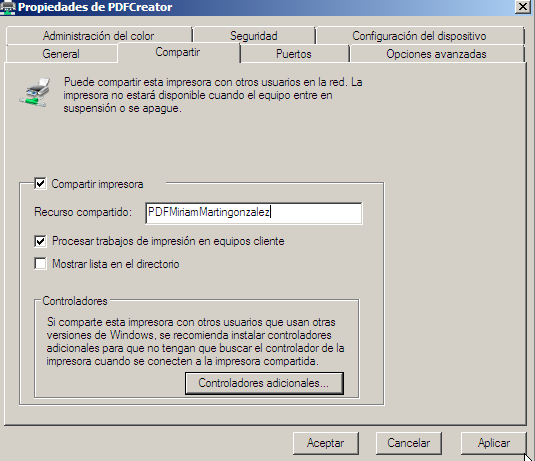 Propiedades de PDFCreator
Administración del color
Seguridad
Configuración del dispositivo
General
Compartir
Puertos
Opciones avanzadas
Puede compartir esta impresora con otros usuarios en la red. La
impresora no estará disponible cuando el equipo entre en
suspensión o se apague.
Compartir impresora
Recurso compartido:
PDFMiriamMartingonzalez
Procesar trabajos de impresión en equipos cliente
Mostrar lista en el directorio
Controladores
Si comparte esta impresora con otros usuarios que usan otras
versiones de Windows, se recomienda instalar controladores
adicionales para que no tengan que buscar el controlador de la
impresora cuando se conecten a la impresora compartida.
Controladores adicionales...
Aceptar
Cancelar
Aplicar